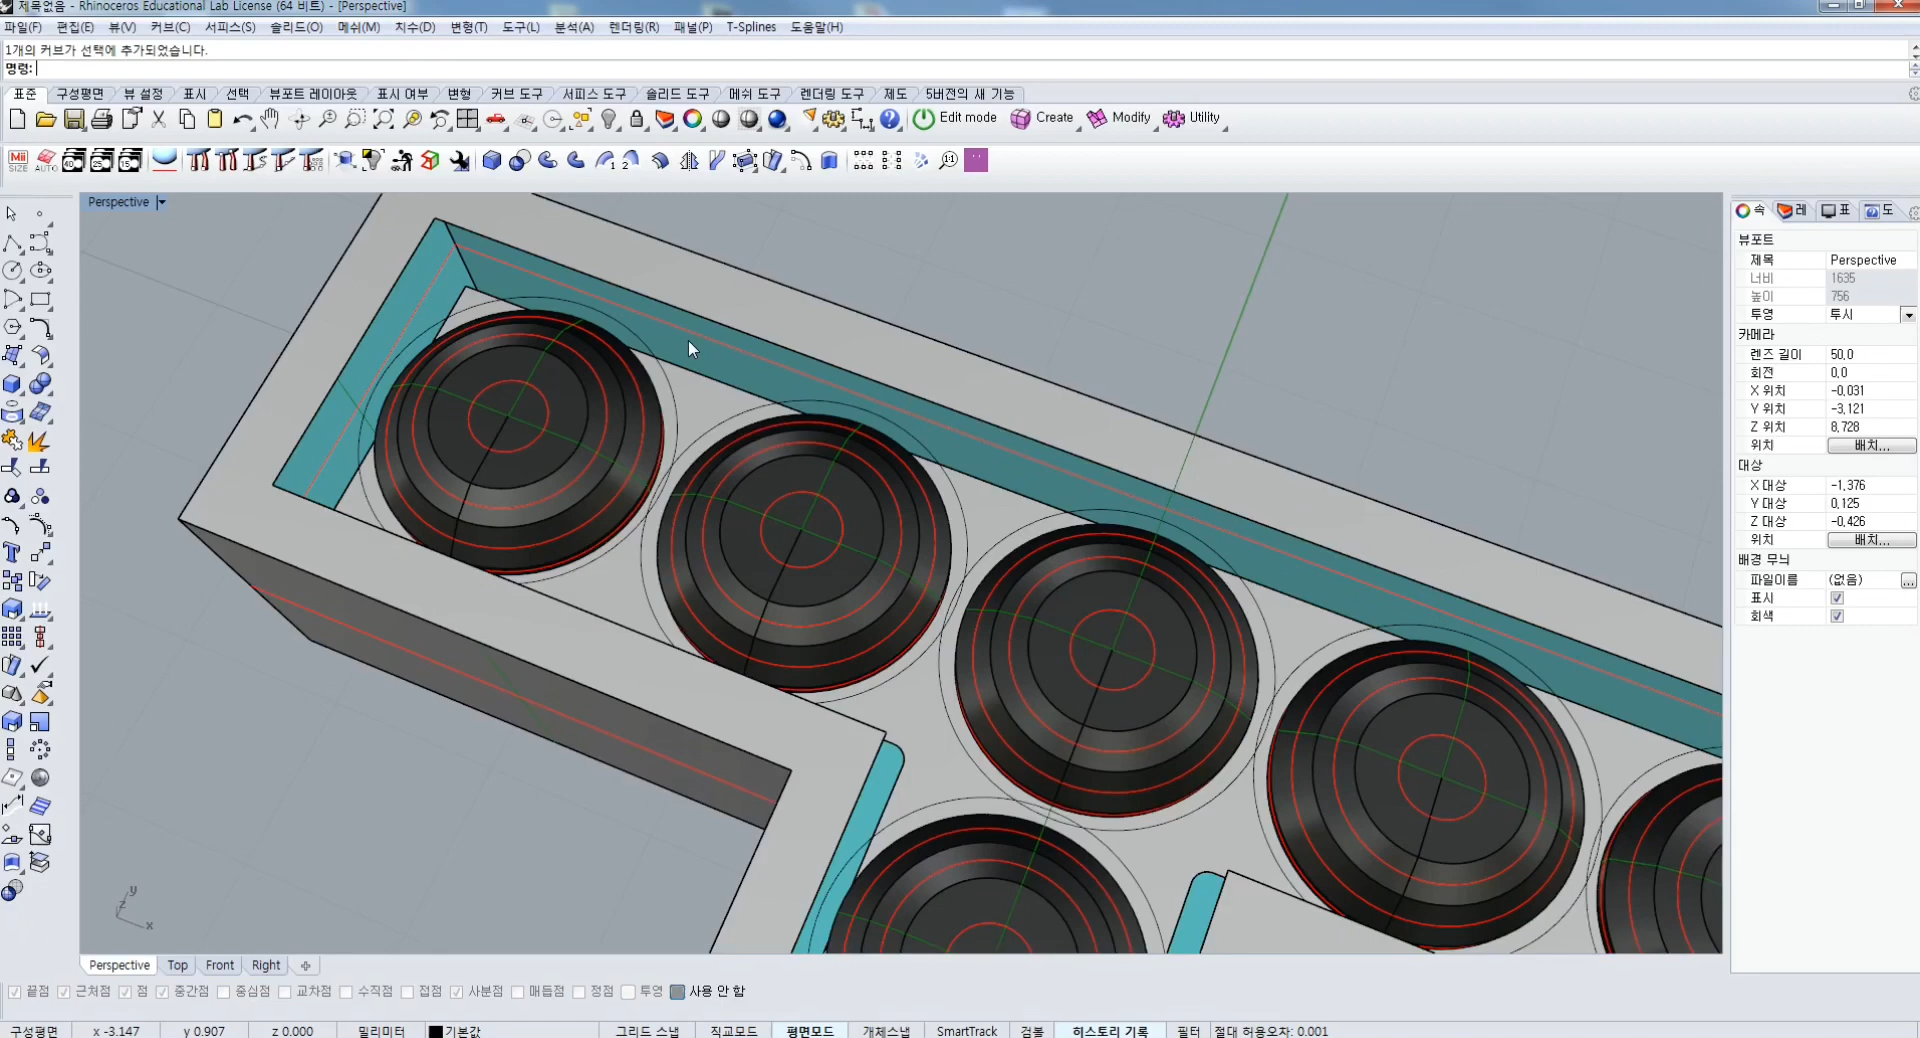 제목없음 - Rhinoceros Educational Lab License (64 비트) - [Perspective]
파일(F) 편집(E) 뷰(V) 커브(C) 서피스(S) 솔리드(O) 메쉬(M) 치수(D) 변형(T) 도구(L) 분석(A) 렌더링(R) 패널(P) T-Splines 도움말(H)
1개의 커브가 선택에 추가되었습니다.
명령:
표준 구성평면 뷰 설정 표시 선택 뷰포트 레이아웃 표시 여부 변형 커브 도구 서피스 도구 솔리드 도구 메쉬 도구 렌더링 도구 제도 5버전의 새 기능
Edit mode Create Modify Utility
Mii SIZE AUTO 40 25 15 1 2 1:1
Perspective
속 레 표 도
뷰포트
제목 Perspective
너비 1635
높이 756
투영 투시
카메라
렌즈 길이 50.0
회전 0.0
X 위치 -0.031
Y 위치 -3.121
Z 위치 8.728
위치 배치...
대상
X 대상 -1.376
Y 대상 0.125
Z 대상 -0.426
위치 배치...
배경 무늬
파일이름 (없음) ...
표시
회색
y
z
x
Perspective Top Front Right
끝점 근처점 점 중간점 중심점 교차점 수직점 접점 사분점 매듭점 정점 투영 사용 안 함
구성평면 x -3.147 y 0.907 z 0.000 밀리미터 기본값 그리드 스냅 직교모드 평면모드 개체스냅 SmartTrack 검볼 히스토리 기록 필터 절대 허용오차: 0.001